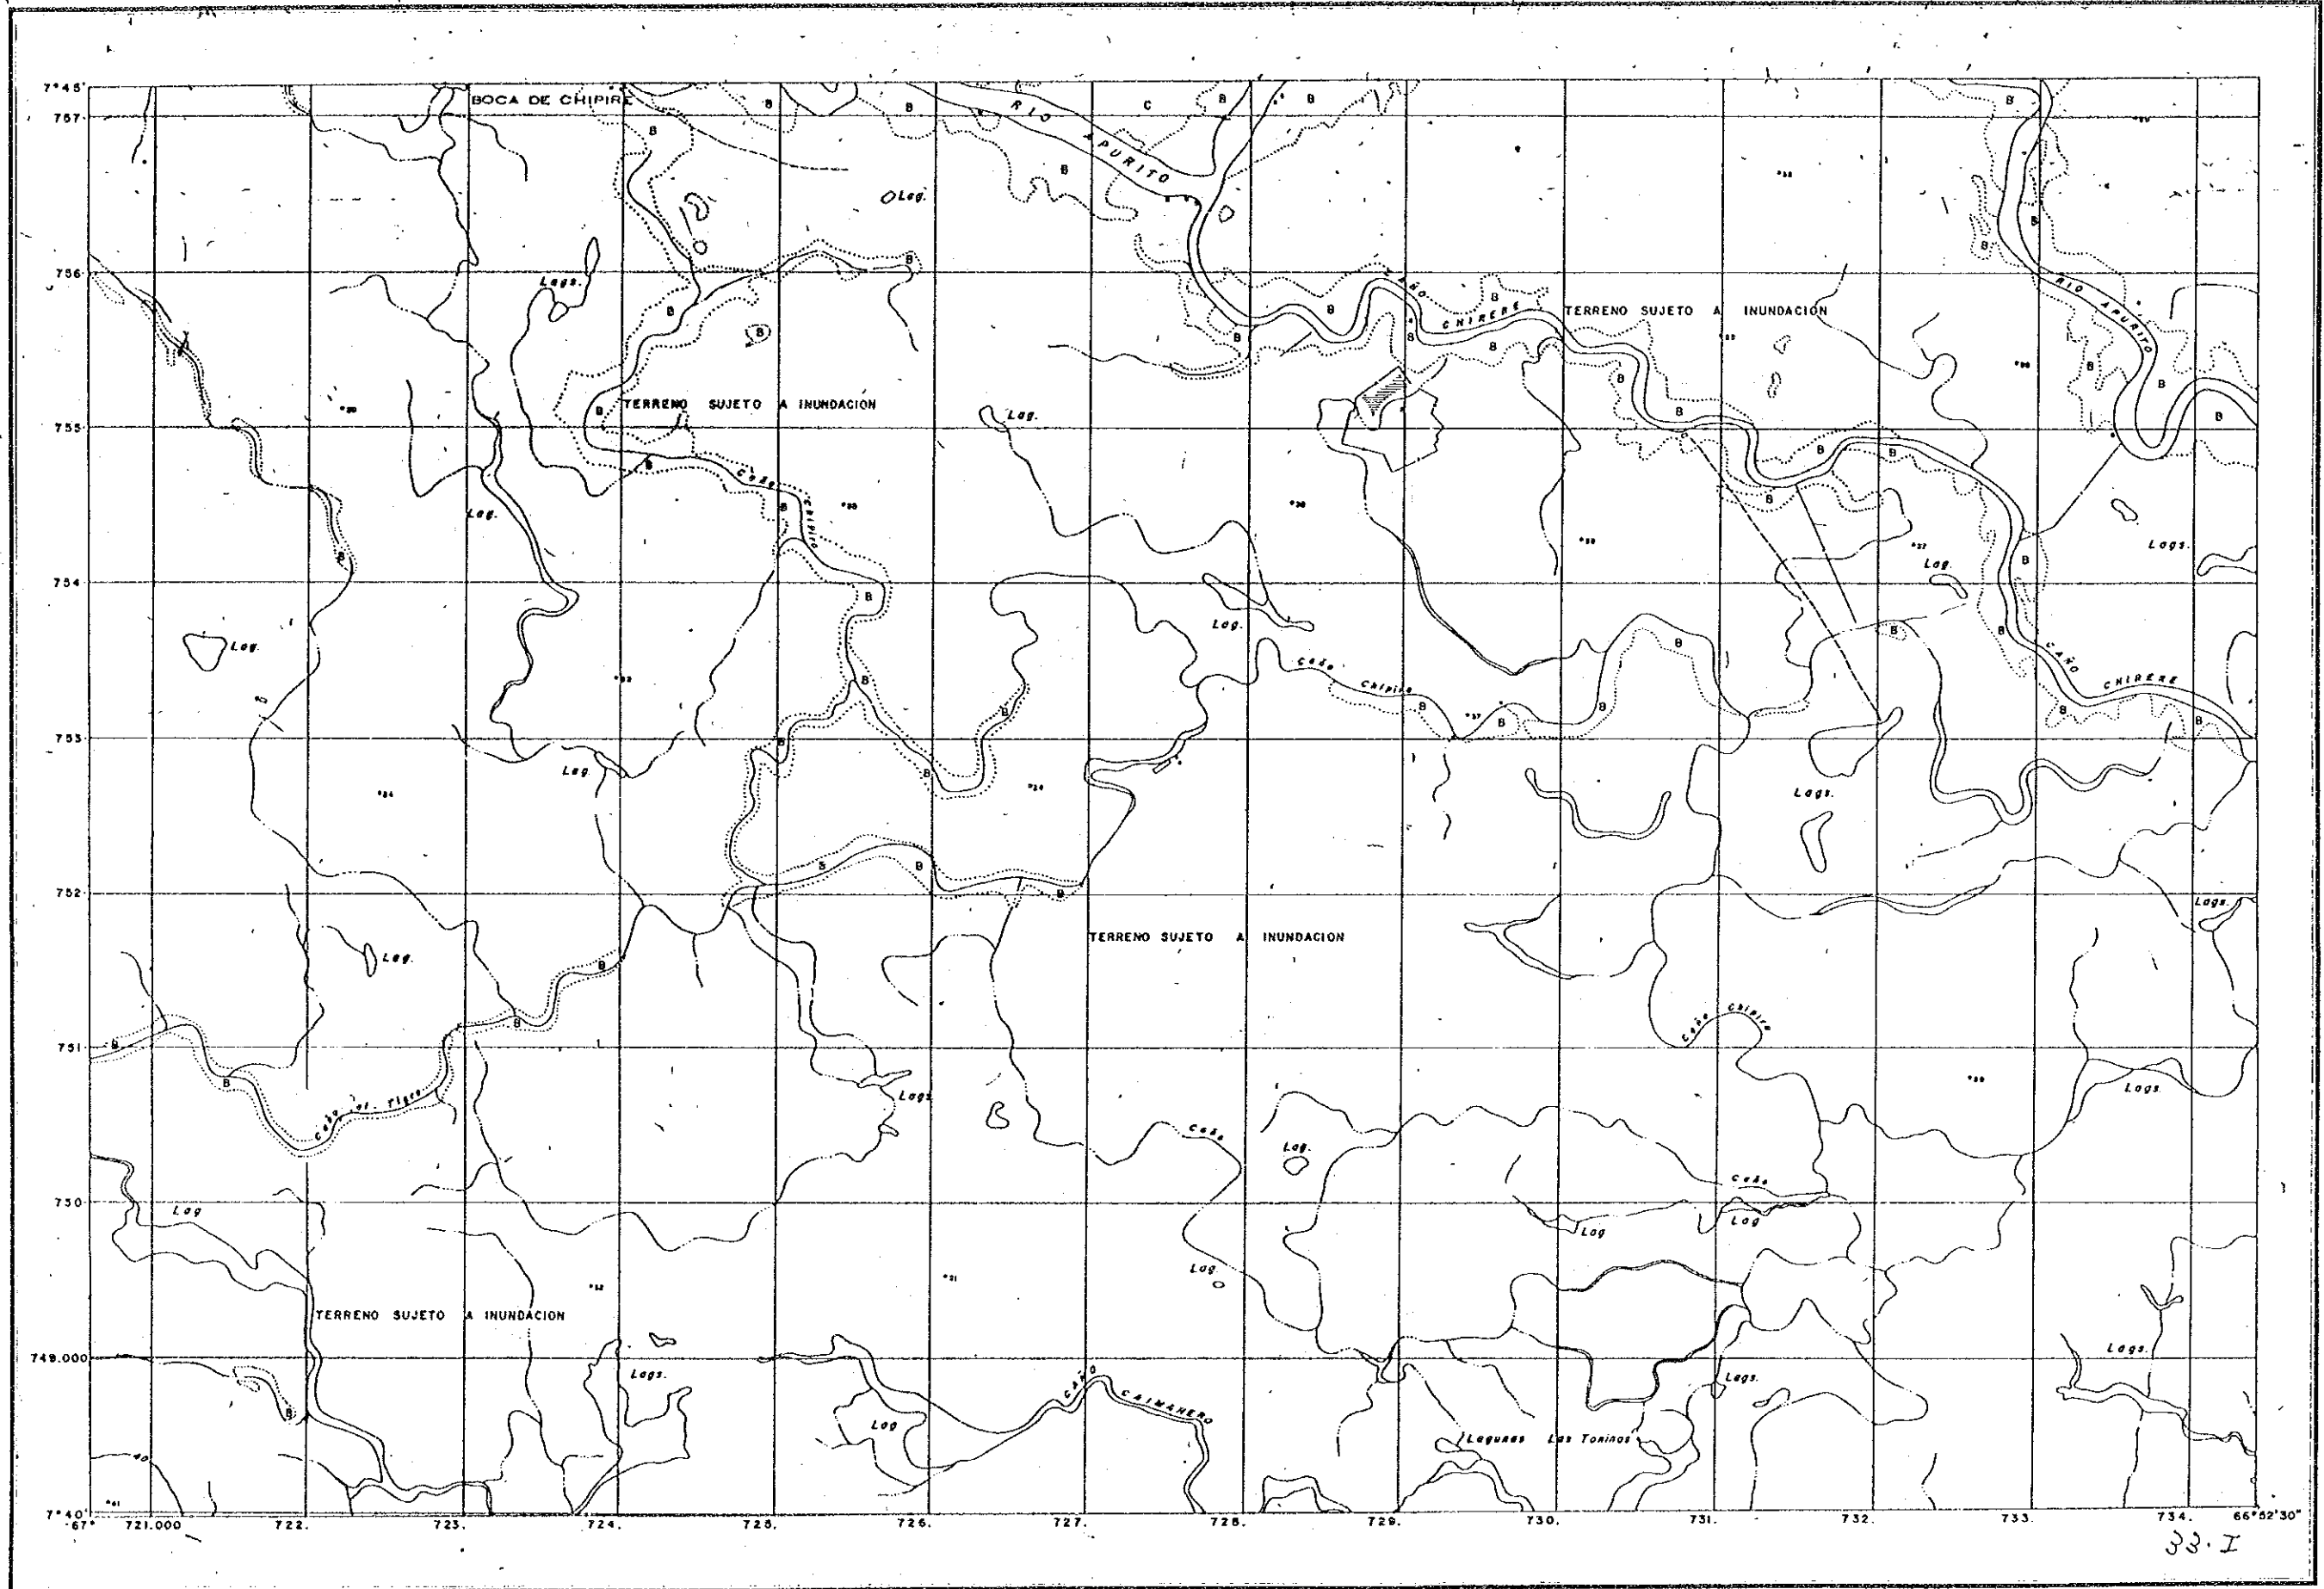 7°45'
BOCA DE CHIPIRE
B
B
C
B
B
B
757.
RIO APURITO
B
B
Lag.
B
756.
B
Lags.
B
B
CAÑO CHIRERE
B
TERRENO SUJETO A INUNDACION
RIO APURITO
B
B
B
B
B
B
B
B
TERRENO SUJETO A INUNDACION
B
B
B
Lag.
755.
B
B
B
Caño Chipire
B
B
Lag.
Lags.
B
Lag.
B
754.
B
Lag.
B
B
Lag.
B
Caño Chipire
CAÑO CHIRERE
B
B
B
B
B
B
B
753.
B
Lag.
B
Lags.
B
B
B
752.
Lags.
TERRENO SUJETO A INUNDACION
Lag.
B
Caño Chipire
B
751.
B
B
Lags.
Lags
Caño del Tigre
Caño
Lag.
750.
Caño
Lag
Lag
Lag
Lag
TERRENO SUJETO A INUNDACION
749.000
Lags.
Lags.
Lags.
CAÑO CAIMANERO
B
Lag
Lagunas Las Toninas
40
41
7°40'
67°
721.000
722.
723.
724.
725.
726.
727.
728.
729.
730.
731.
732.
733.
734.
66°52'30"
33-I